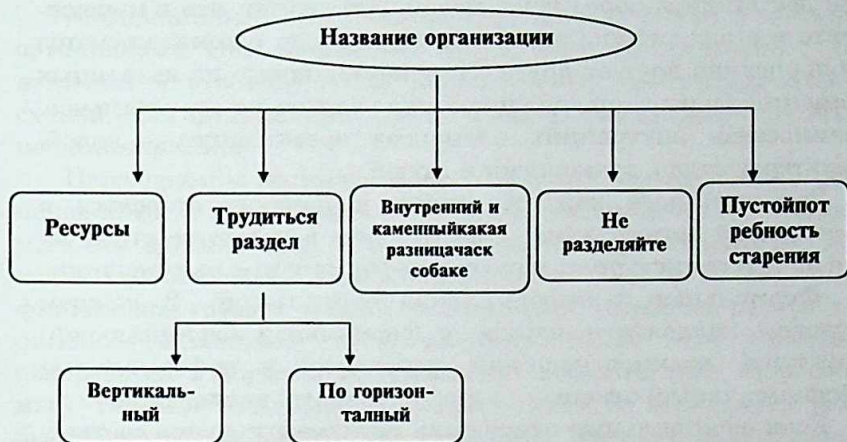 Название организации
Ресурсы
Трудиться
раздел
Внутренний и
каменныйкакая
разницачаск
собаке
Не
разделяйте
Пустойпот
ребность
старения
Вертикаль-
ный
По горизон-
талный